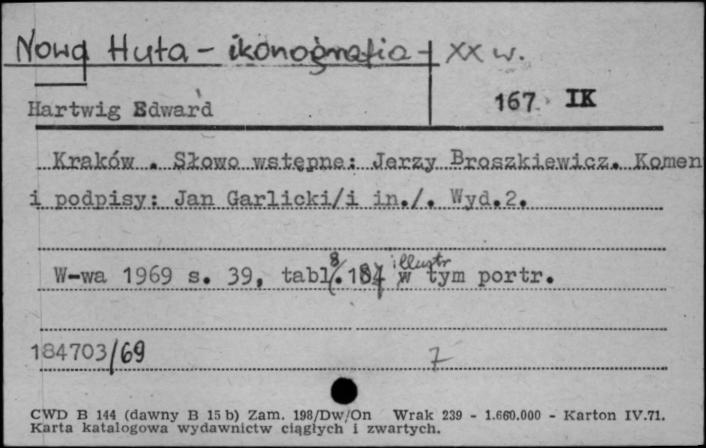 Nowa Huta - ikonografia - XX w.
Hartwig Edward 167. IK
Kraków . Słowo wstępne: Jerzy Broszkiewicz. Komen
i podpisy: Jan Garlicki/i in./. Wyd.2.
illustr
W-wa 1969 s. 39, tabl. w tym portr.
184703/69 7
CWD B 144 (dawny B 15 b) Zam. 198/Dw/On Wrak 239 - 1.660.000 - Karton IV.71.
Karta katalogowa wydawnictw ciągłych i zwartych.